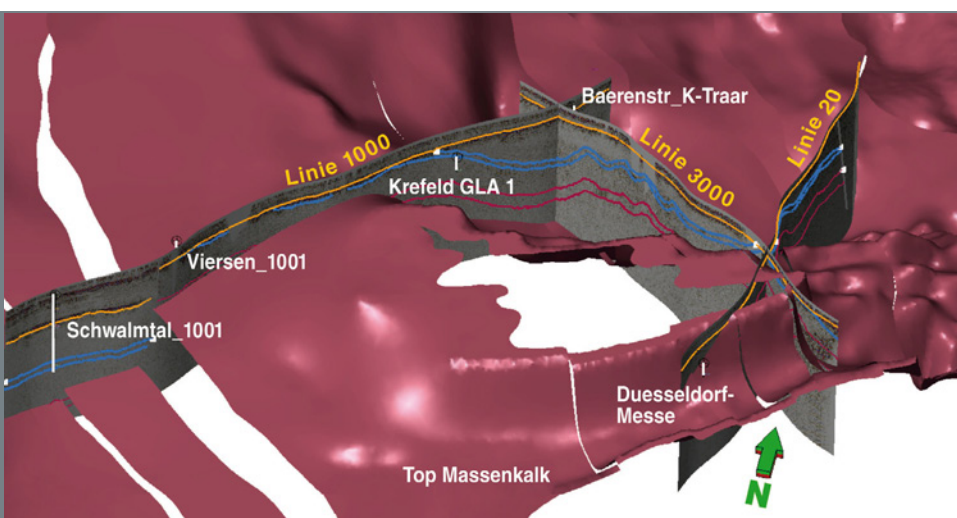 Baerenstr_K-Traar
Linie 20
Linie 1000
Linie 3000
Krefeld GLA 1
Viersen_1001
Schwalmtal_1001
Duesseldorf-
Messe
Top Massenkalk
N